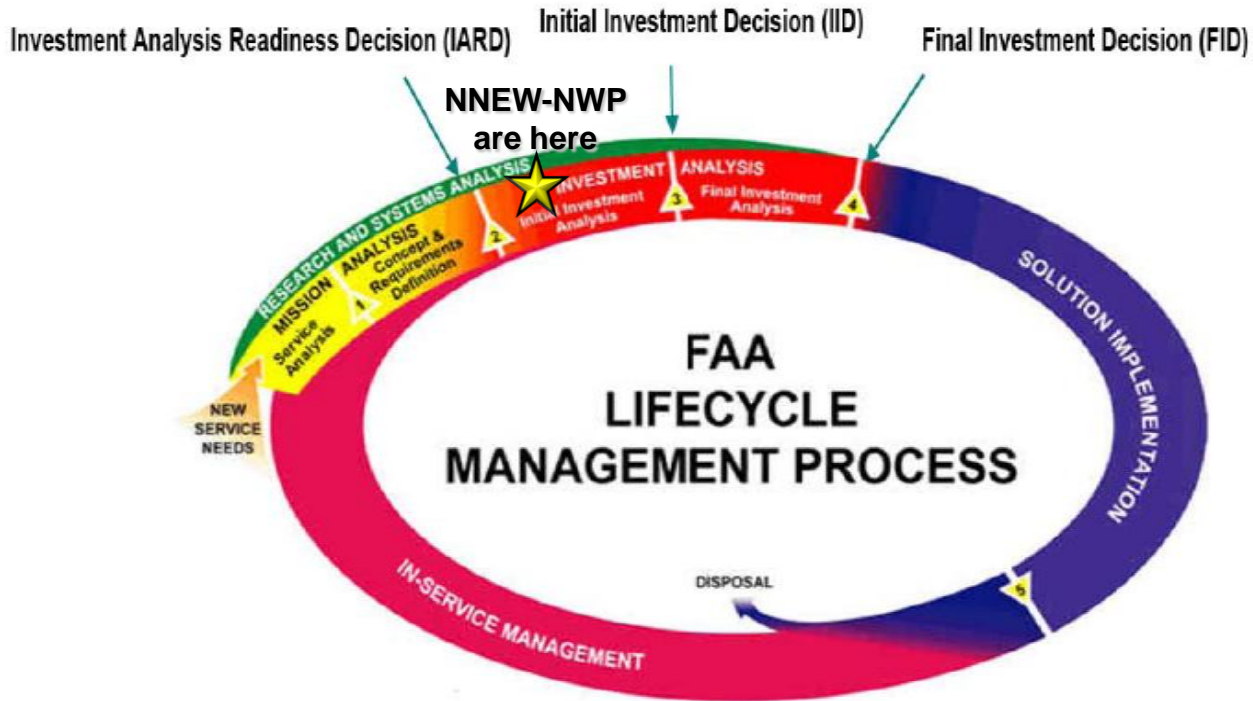 Initial Investment Decision (IID)
Investment Analysis Readiness Decision (IARD)
Final Investment Decision (FID)
NNEW-NWP
are here
RESEARCH AND SYSTEMS ANALYSIS
MISSION ANALYSIS
Service
Analysis
1
Concept &
Requirements
Definition
2
INVESTMENT ANALYSIS
Initial Investment
Analysis
3
Final Investment
Analysis
4
SOLUTION IMPLEMENTATION
FAA
LIFECYCLE
MANAGEMENT PROCESS
NEW
SERVICE
NEEDS
5
DISPOSAL
IN-SERVICE MANAGEMENT